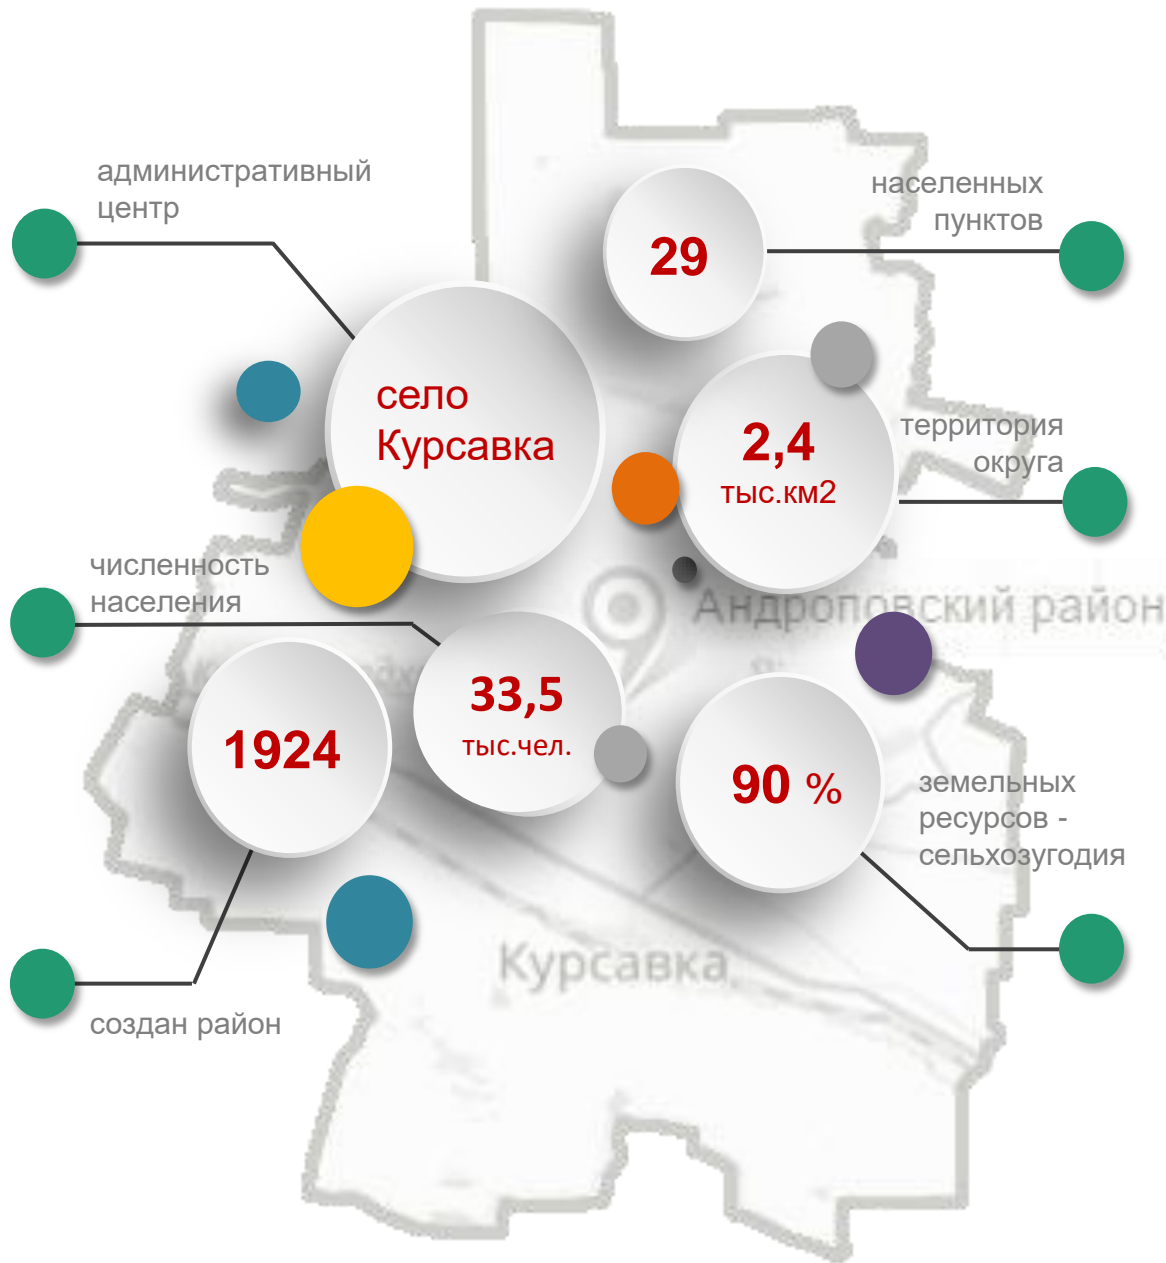 административный
центр
населенных
пунктов
29
село
Курсавка
2,4
тыс.км2
территория
округа
численность
населения
Андроповский район
33,5
тыс.чел.
1924
90 %
земельных
ресурсов -
сельхозугодия
Курсавка
создан район